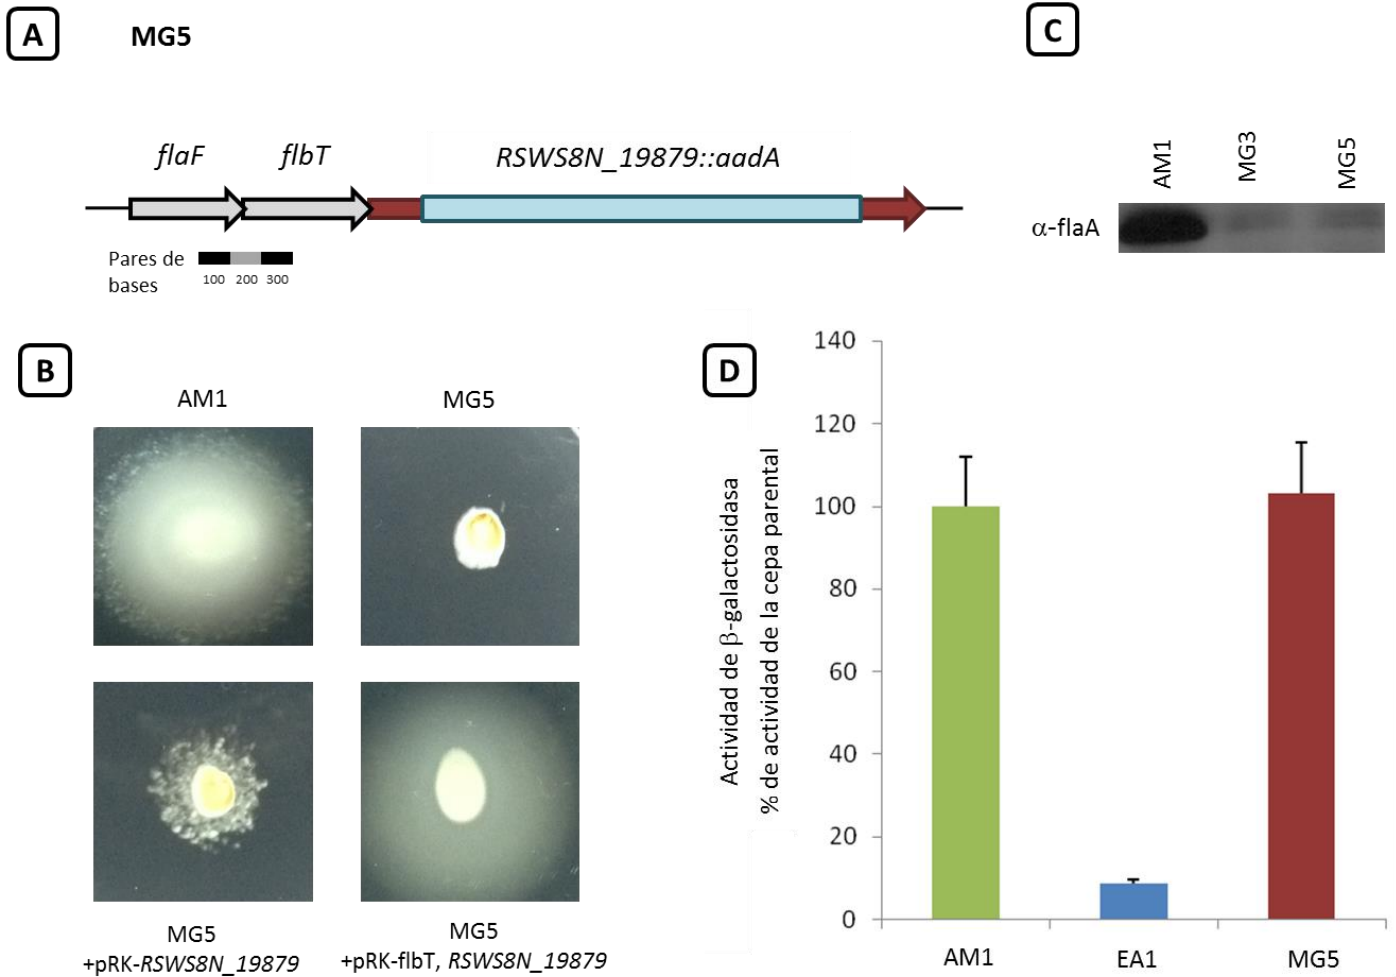 A
MG5
flaF
flbT
RSWS8N_19879::aadA
Pares de
bases
100 200 300
B
AM1
MG5
MG5
+pRK-RSWS8N_19879
MG5
+pRK-flbT, RSWS8N_19879
C
AM1
MG3
MG5
α-flaA
D
Actividad de β-galactosidasa
% de actividad de la cepa parental
140
120
100
80
60
40
20
0
AM1
EA1
MG5